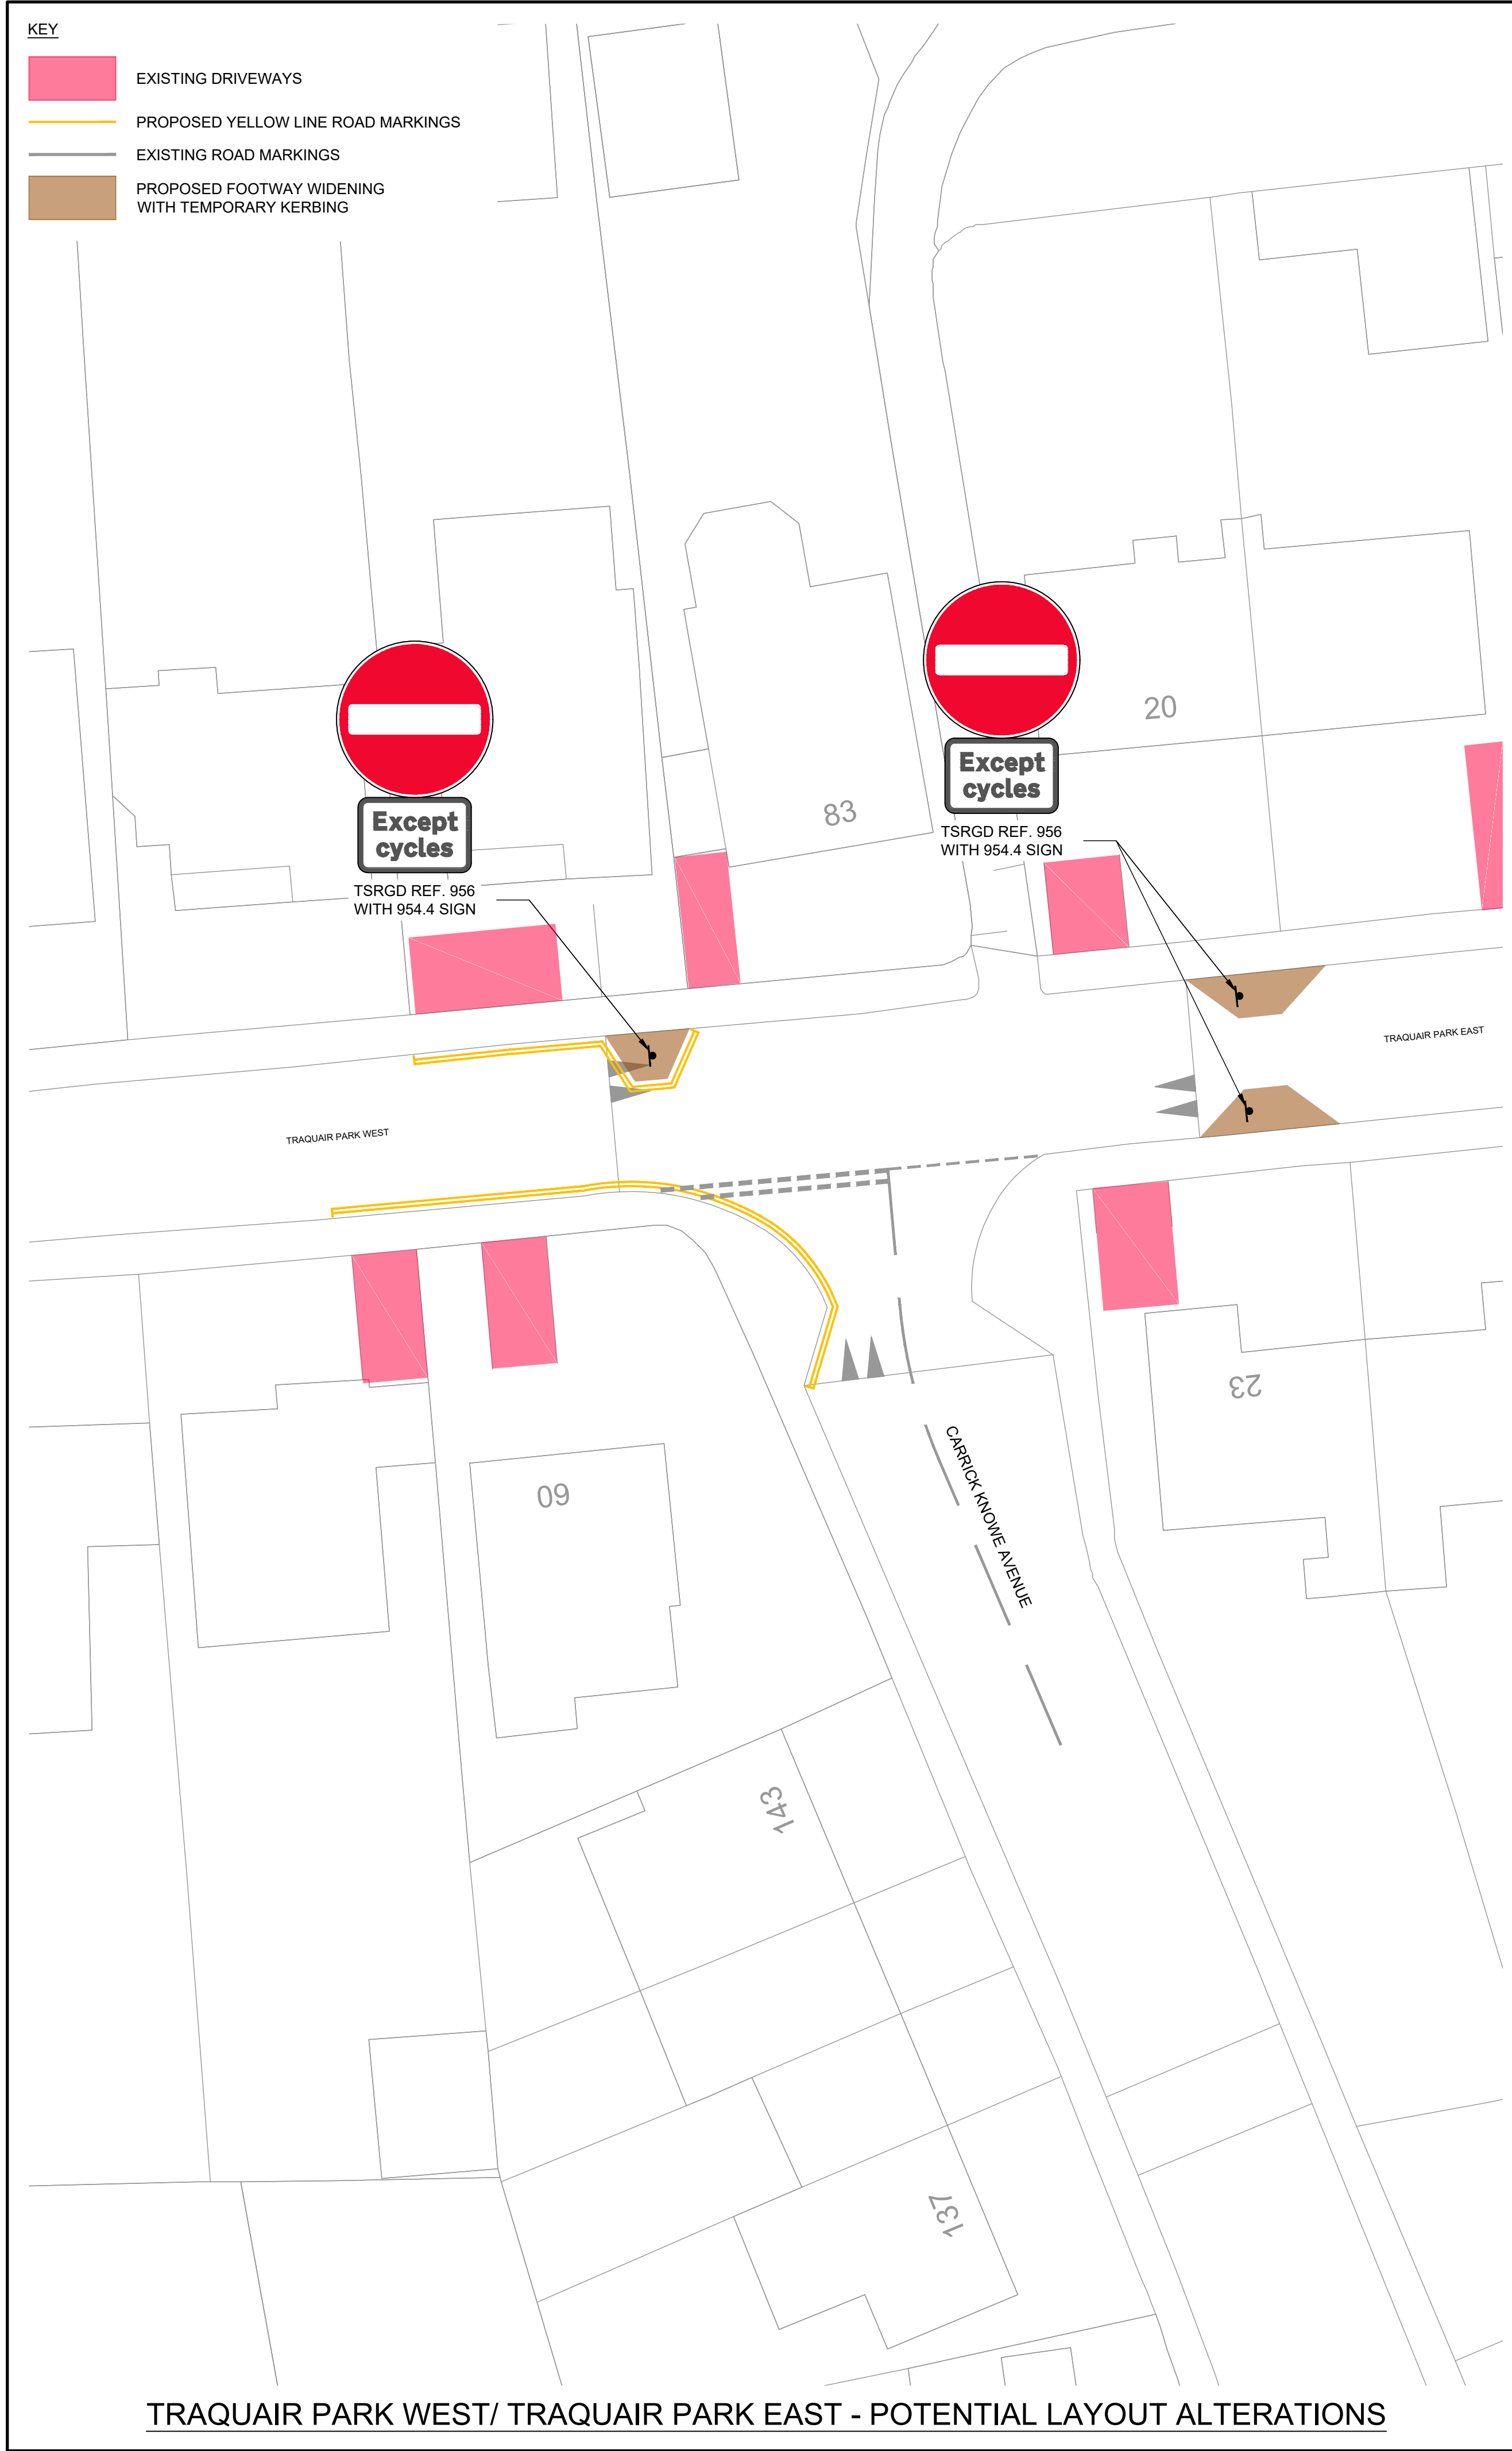 KEY
EXISTING DRIVEWAYS
PROPOSED YELLOW LINE ROAD MARKINGS
EXISTING ROAD MARKINGS
PROPOSED FOOTWAY WIDENING
WITH TEMPORARY KERBING
Except
cycles
TSRGD REF. 956
WITH 954.4 SIGN
83
Except
cycles
TSRGD REF. 956
WITH 954.4 SIGN
20
TRAQUAIR PARK EAST
TRAQUAIR PARK WEST
23
60
CARRICK KNOWE AVENUE
143
137
TRAQUAIR PARK WEST/ TRAQUAIR PARK EAST - POTENTIAL LAYOUT ALTERATIONS